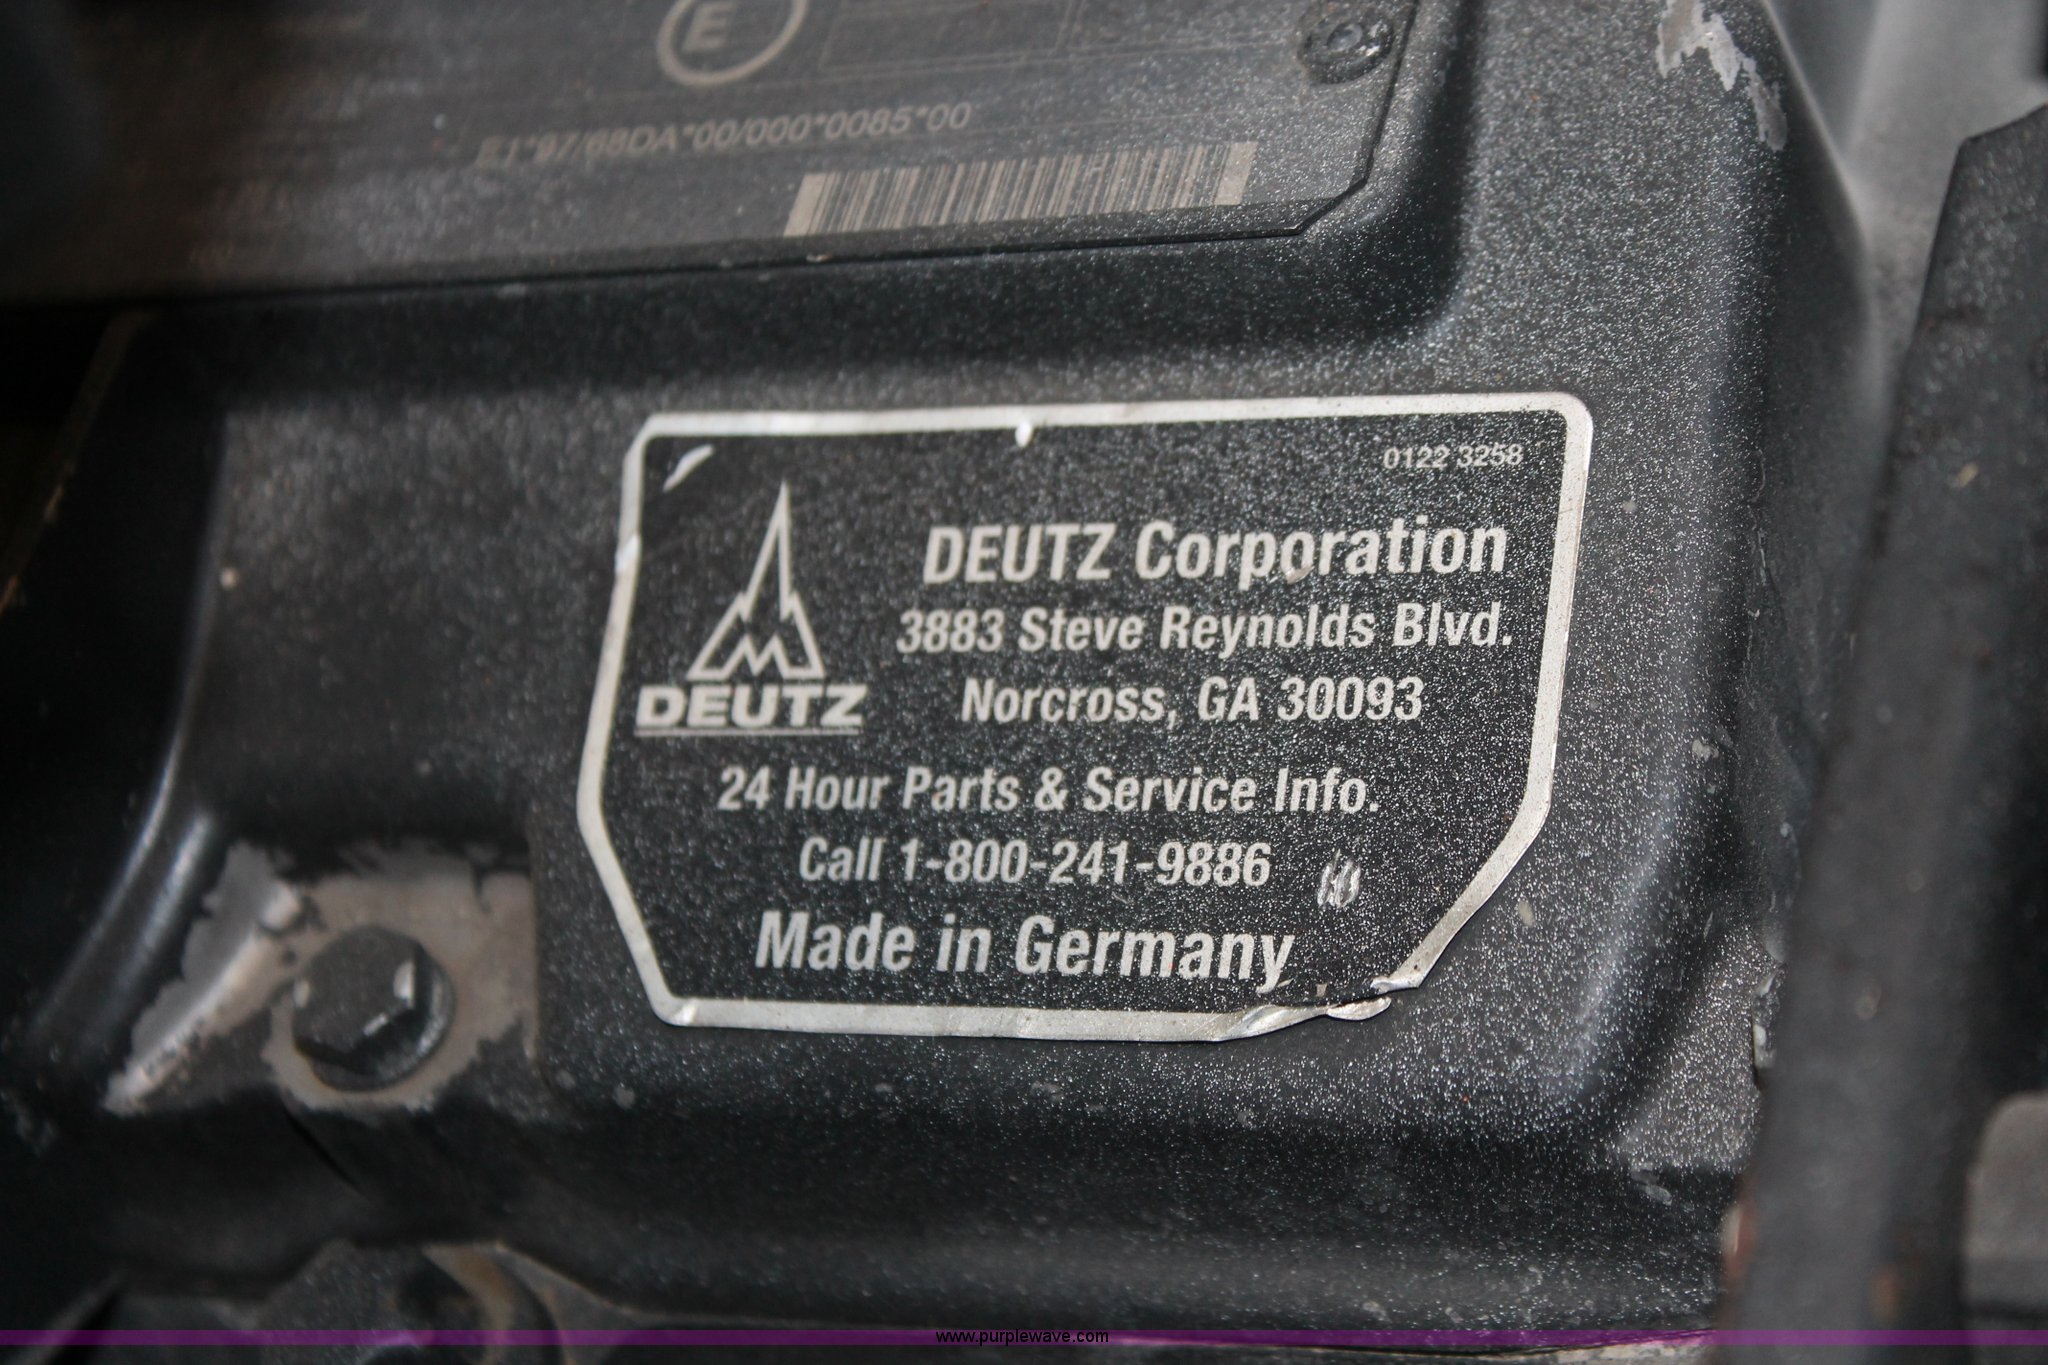 E
E1*97/68DA*00/000*0085*00
0122 3258
DEUTZ
DEUTZ Corporation
3883 Steve Reynolds Blvd.
Norcross, GA 30093
24 Hour Parts & Service Info.
Call 1-800-241-9886
Made in Germany
www.purplewave.com